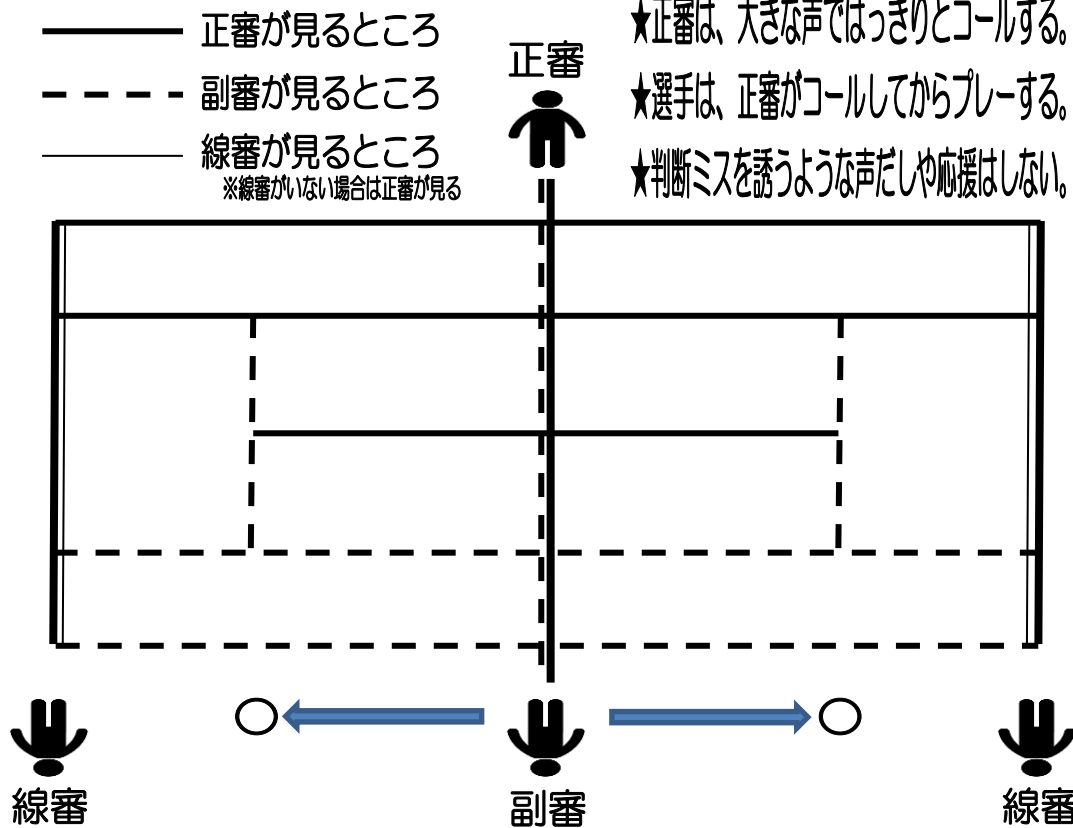 正審が見るところ
副審が見るところ
線審が見るところ
※線審がいない場合は正審が見る
正審
★正審は、大きな声ではっきりとコールする。
★選手は、正審がコールしてからプレーする。
★判断ミスを誘うような声だしや応援はしない。
線審
副審
線審